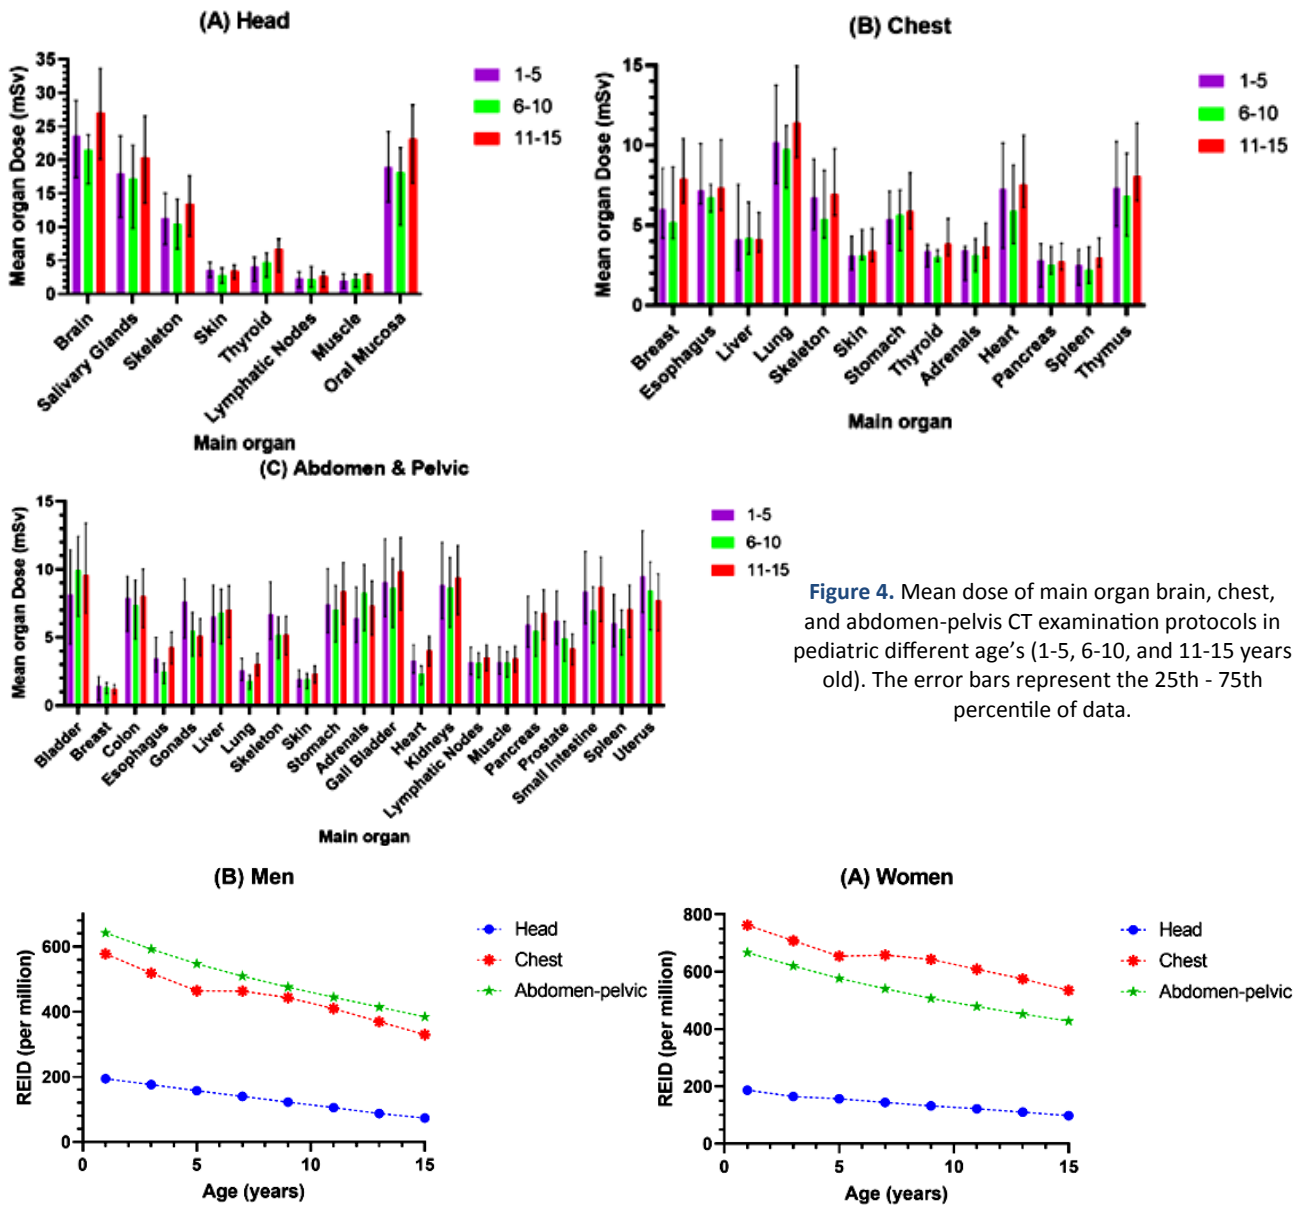 (A) Head
Mean organ Dose (mSv)
35
30
25
20
15
10
5
0
Brain
Salivary Glands
Skeleton
Skin
Thyroid
Lymphatic Nodes
Muscle
Oral Mucosa
Main organ
1-5
6-10
11-15
(B) Chest
Mean organ Dose (mSv)
15
10
5
0
Breast
Esophagus
Liver
Lung
Skeleton
Skin
Stomach
Thyroid
Adrenals
Heart
Pancreas
Spleen
Thymus
Main organ
1-5
6-10
11-15
(C) Abdomen & Pelvic
Mean organ Dose (mSv)
15
10
5
0
Bladder
Breast
Colon
Esophagus
Gonads
Liver
Lung
Skeleton
Skin
Stomach
Adrenals
Gall Bladder
Heart
Kidneys
Lymphatic Nodes
Muscle
Pancreas
Prostate
Small Intestine
Spleen
Uterus
Main organ
1-5
6-10
11-15
Figure 4. Mean dose of main organ brain, chest,
and abdomen-pelvis CT examination protocols in
pediatric different age's (1-5, 6-10, and 11-15 years
old). The error bars represent the 25th - 75th
percentile of data.
(B) Men
REID (per million)
600
400
200
0
0
5
10
15
Age (years)
Head
Chest
Abdomen-pelvic
(A) Women
REID (per million)
800
600
400
200
0
0
5
10
15
Age (years)
Head
Chest
Abdomen-pelvic